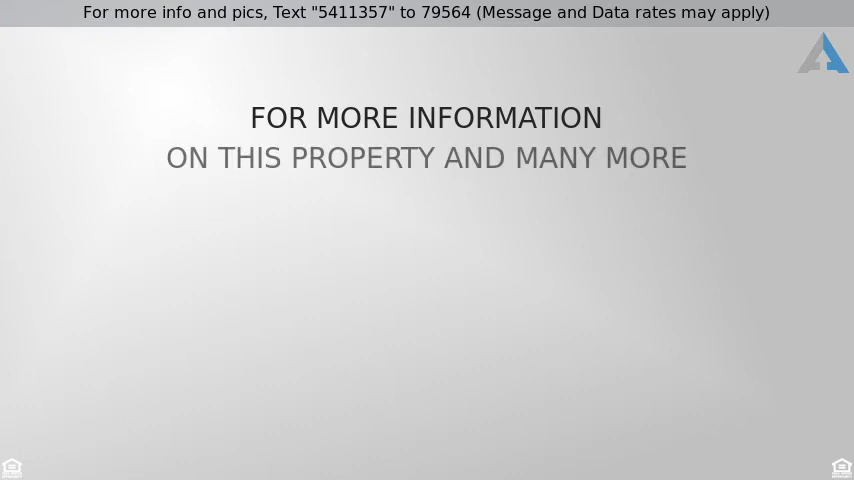 For more info and pics, Text "5411357" to 79564 (Message and Data rates may apply)
FOR MORE INFORMATION
ON THIS PROPERTY AND MANY MORE